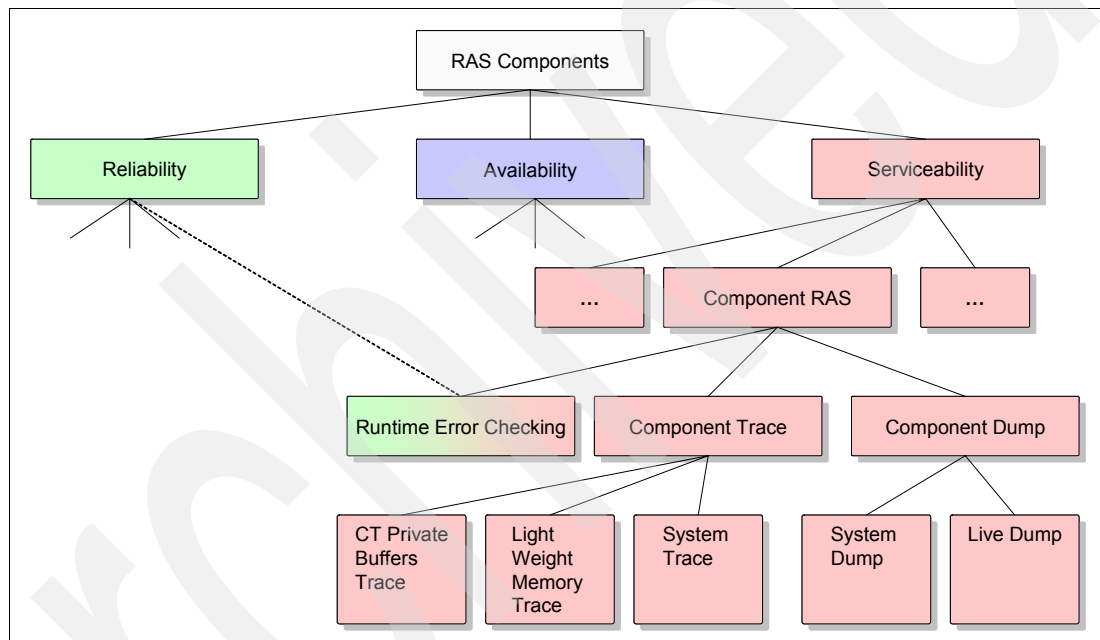 RAS Components
Reliability
Availability
Serviceability
...
Component RAS
...
Runtime Error Checking
Component Trace
Component Dump
CT Private
Buffers
Trace
Light
Weight
Memory
Trace
System
Trace
System
Dump
Live Dump